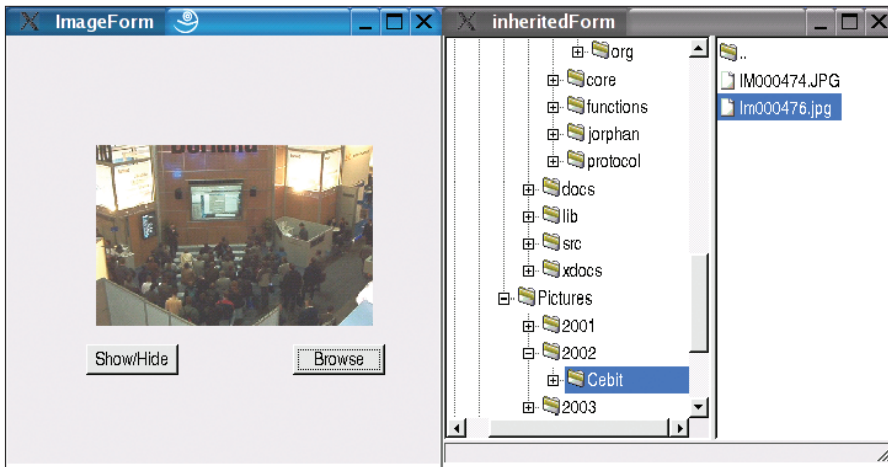 ImageForm
Borland
Show/Hide
Browse
inheritedForm
org
core
functions
jorphan
protocol
docs
lib
src
xdocs
Pictures
2001
2002
Cebit
2003
..
IM000474.JPG
Im000476.jpg